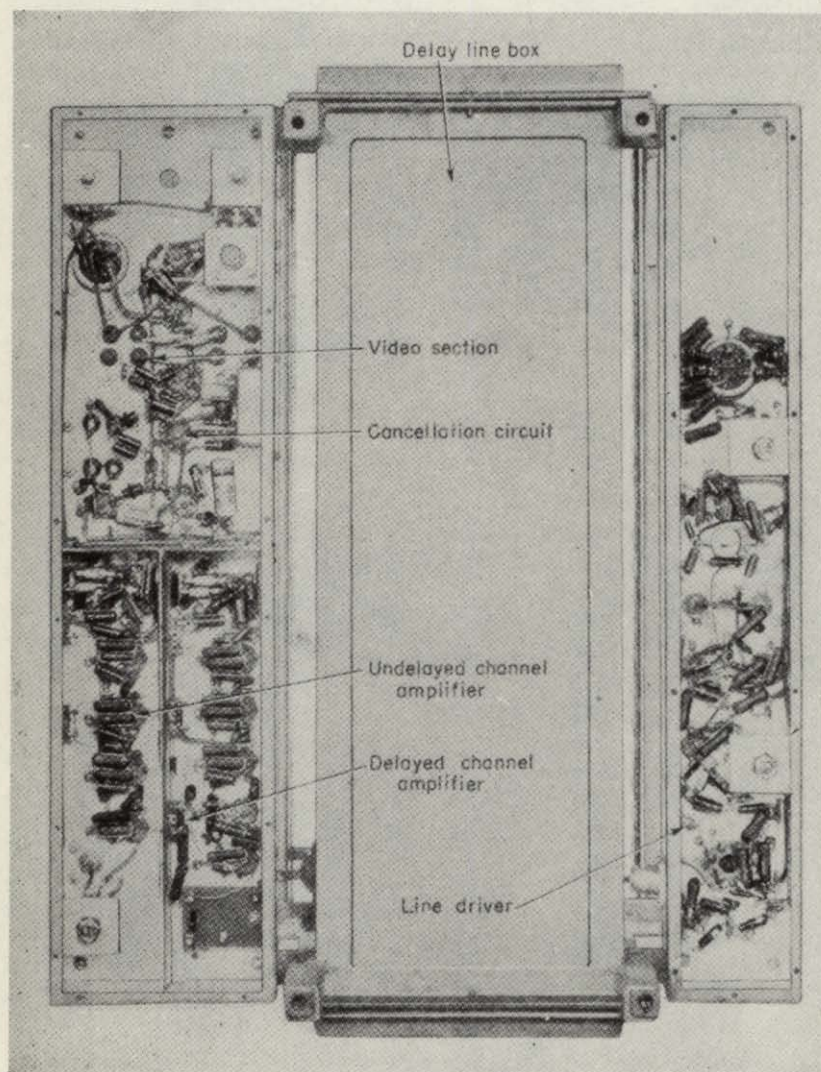 Delay line box
Video section
Cancellation circuit
Undelayed channel
amplifier
Delayed channel
amplifier
Line driver